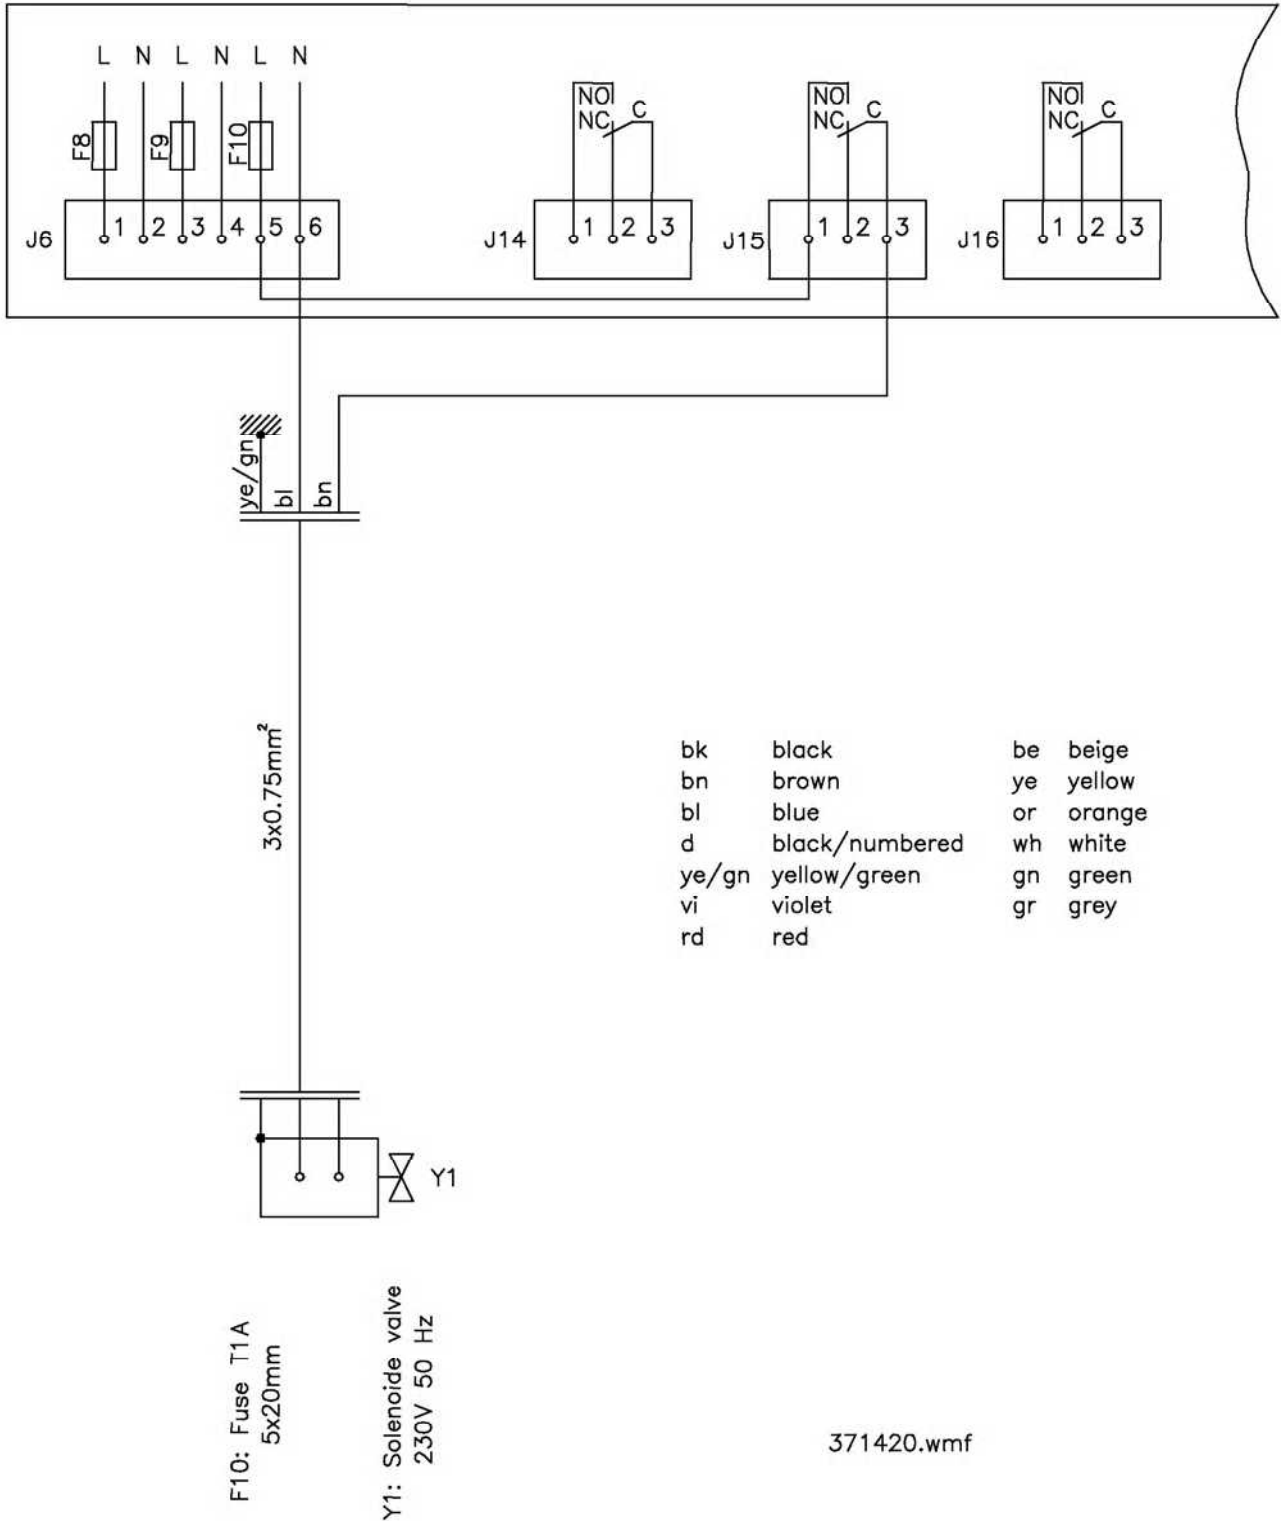 L N L N L N
F8 F9 F10
NO
NC C
NO
NC C
NO
NC C
J6 1 2 3 4 5 6
J14 1 2 3
J15 1 2 3
J16 1 2 3
ye/gn
bl
bn
3x0.75mm²
bk black
bn brown
bl blue
d black/numbered
ye/gn yellow/green
vi violet
rd red
be beige
ye yellow
or orange
wh white
gn green
gr grey
Y1
F10: Fuse T1A
5x20mm
Y1: Solenoide valve
230V 50 Hz
371420.wmf